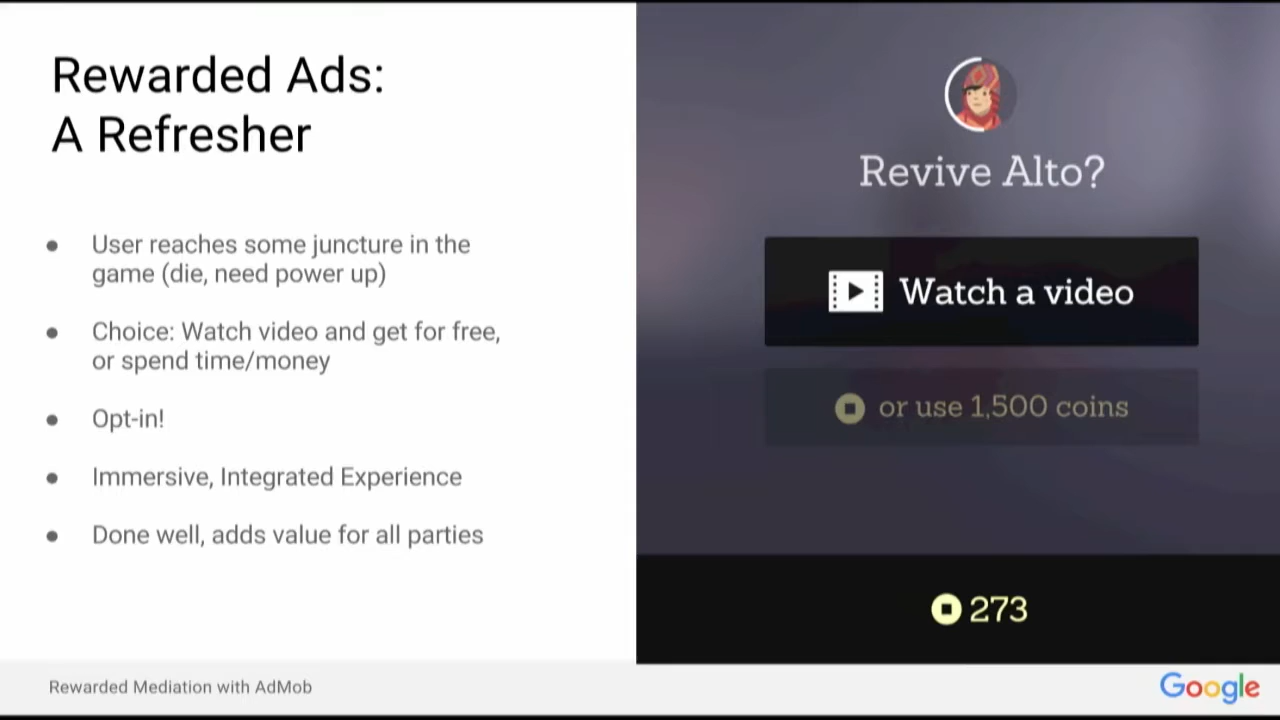 Rewarded Ads:
A Refresher
● User reaches some juncture in the
game (die, need power up)
● Choice: Watch video and get for free,
or spend time/money
● Opt-in!
● Immersive, Integrated Experience
● Done well, adds value for all parties
Revive Alto?
Watch a video
or use 1,500 coins
273
Rewarded Mediation with AdMob
Google